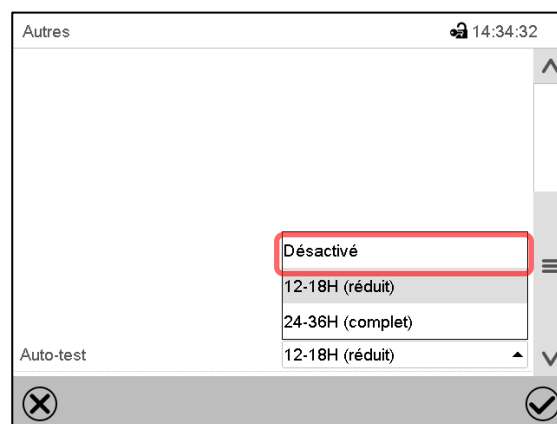 Autres 14:34:32
Désactivé
12-18H (réduit)
24-36H (complet)
Auto-test 12-18H (réduit)